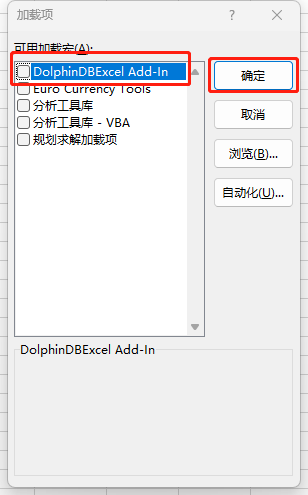 加载项
?
可用加载宏(A):
DolphinDBExcel Add-In
Euro Currency Tools
分析工具库
分析工具库 - VBA
规划求解加载项
确定
取消
浏览(B)...
自动化(U)...
DolphinDBExcel Add-In